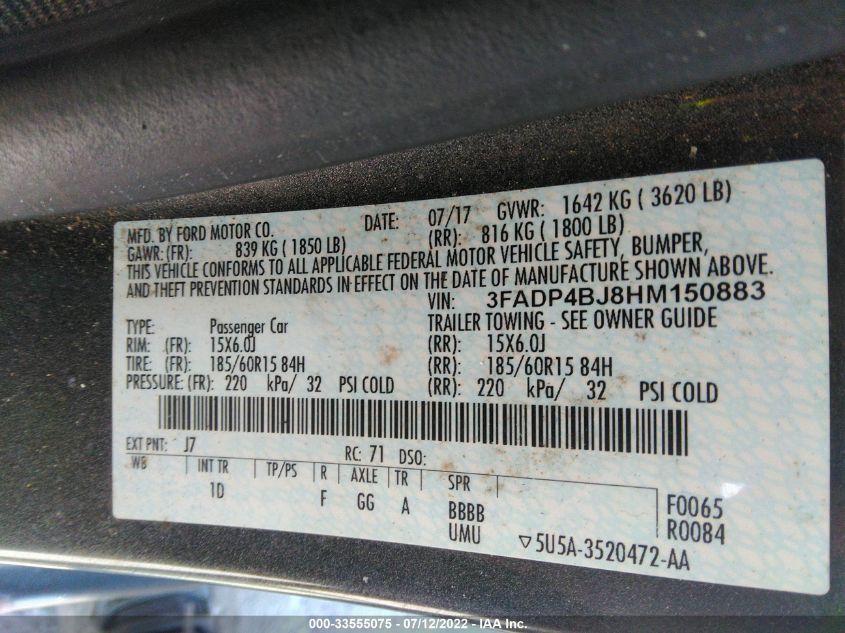 MFD. BY FORD MOTOR CO. DATE: 07/17 GVWR: 1642 KG ( 3620 LB)
GAWR: (FR): 839 KG ( 1850 LB) (RR): 816 KG ( 1800 LB)
THIS VEHICLE CONFORMS TO ALL APPLICABLE FEDERAL MOTOR VEHICLE SAFETY, BUMPER,
AND THEFT PREVENTION STANDARDS IN EFFECT ON THE DATE OF MANUFACTURE SHOWN ABOVE.
VIN: 3FADP4BJ8HM150883
TYPE: Passenger Car TRAILER TOWING - SEE OWNER GUIDE
RIM: (FR): 15X6.0J (RR): 15X6.0J
TIRE: (FR): 185/60R15 84H (RR): 185/60R15 84H
PRESSURE: (FR): 220 kPa/ 32 PSI COLD (RR): 220 kPa/ 32 PSI COLD
EXT PNT: J7 RC: 71 DSO:
WB INT TR TP/PS R AXLE TR SPR
1D F GG A BBBB F0065
UMU R0084
▽5U5A-3520472-AA
000-33555075 - 07/12/2022 - IAA Inc.